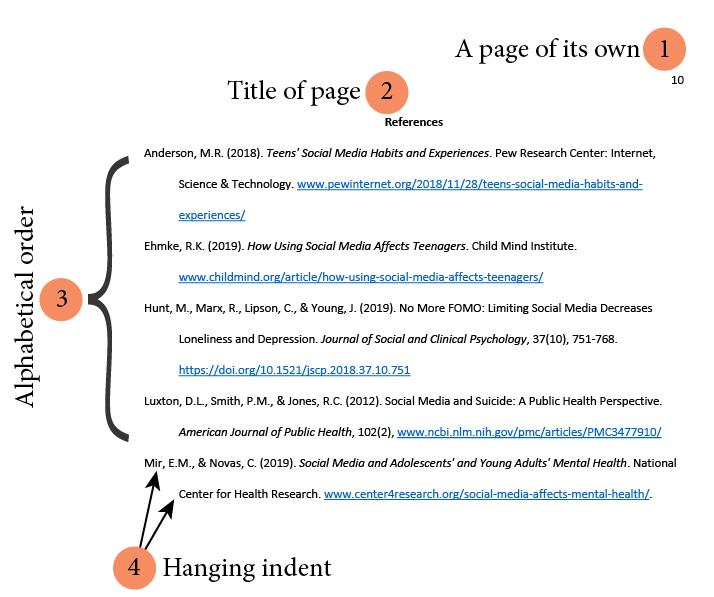 A page of its own 1
10
Title of page 2
References
Anderson, M.R. (2018). Teens' Social Media Habits and Experiences. Pew Research Center: Internet,
Science & Technology. www.pewinternet.org/2018/11/28/teens-social-media-habits-and-
experiences/
Ehmke, R.K. (2019). How Using Social Media Affects Teenagers. Child Mind Institute.
www.childmind.org/article/how-using-social-media-affects-teenagers/
Hunt, M., Marx, R., Lipson, C., & Young, J. (2019). No More FOMO: Limiting Social Media Decreases
Loneliness and Depression. Journal of Social and Clinical Psychology, 37(10), 751-768.
https://doi.org/10.1521/jscp.2018.37.10.751
Luxton, D.L., Smith, P.M., & Jones, R.C. (2012). Social Media and Suicide: A Public Health Perspective.
American Journal of Public Health, 102(2), www.ncbi.nlm.nih.gov/pmc/articles/PMC3477910/
Mir, E.M., & Novas, C. (2019). Social Media and Adolescents' and Young Adults' Mental Health. National
Center for Health Research. www.center4research.org/social-media-affects-mental-health/.
Alphabetical order 3
4 Hanging indent